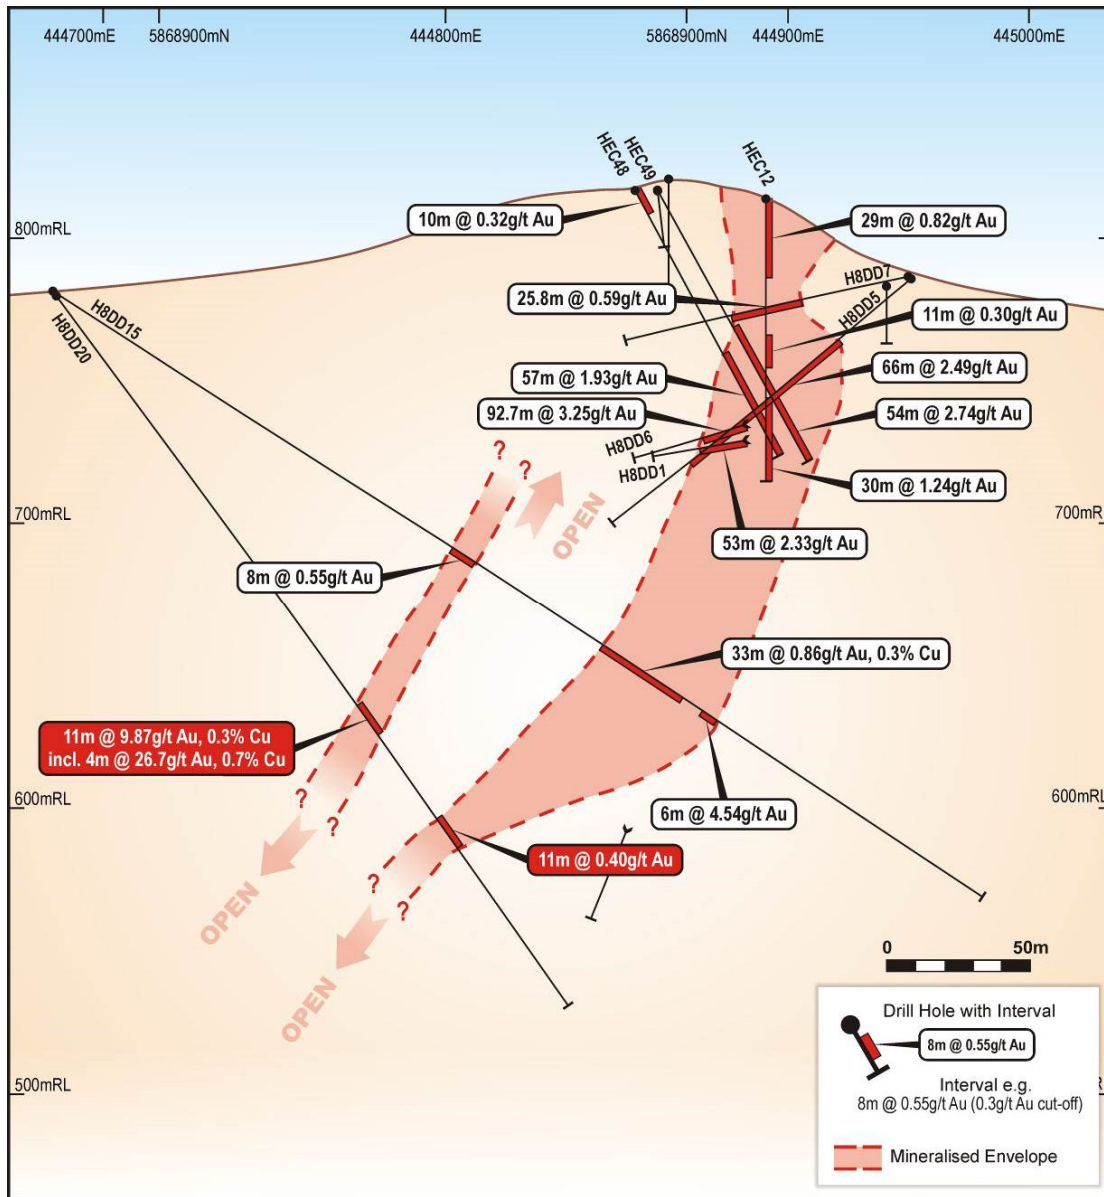 444700mE
5868900mN
444800mE
5868900mN
444900mE
445000mE
HEC48
HEC49
HEC12
10m @ 0.32g/t Au
29m @ 0.82g/t Au
800mRL
H8DD7
H8DD5
25.8m @ 0.59g/t Au
11m @ 0.30g/t Au
H8DD15
H8DD20
57m @ 1.93g/t Au
66m @ 2.49g/t Au
92.7m @ 3.25g/t Au
54m @ 2.74g/t Au
H8DD6
H8DD1
?
?
30m @ 1.24g/t Au
OPEN
700mRL
700mRL
53m @ 2.33g/t Au
8m @ 0.55g/t Au
33m @ 0.86g/t Au, 0.3% Cu
11m @ 9.87g/t Au, 0.3% Cu
incl. 4m @ 26.7g/t Au, 0.7% Cu
600mRL
600mRL
?
?
6m @ 4.54g/t Au
11m @ 0.40g/t Au
?
?
OPEN
OPEN
0 50m
500mRL
Drill Hole with Interval
8m @ 0.55g/t Au
Interval e.g.
8m @ 0.55g/t Au (0.3g/t Au cut-off)
Mineralised Envelope